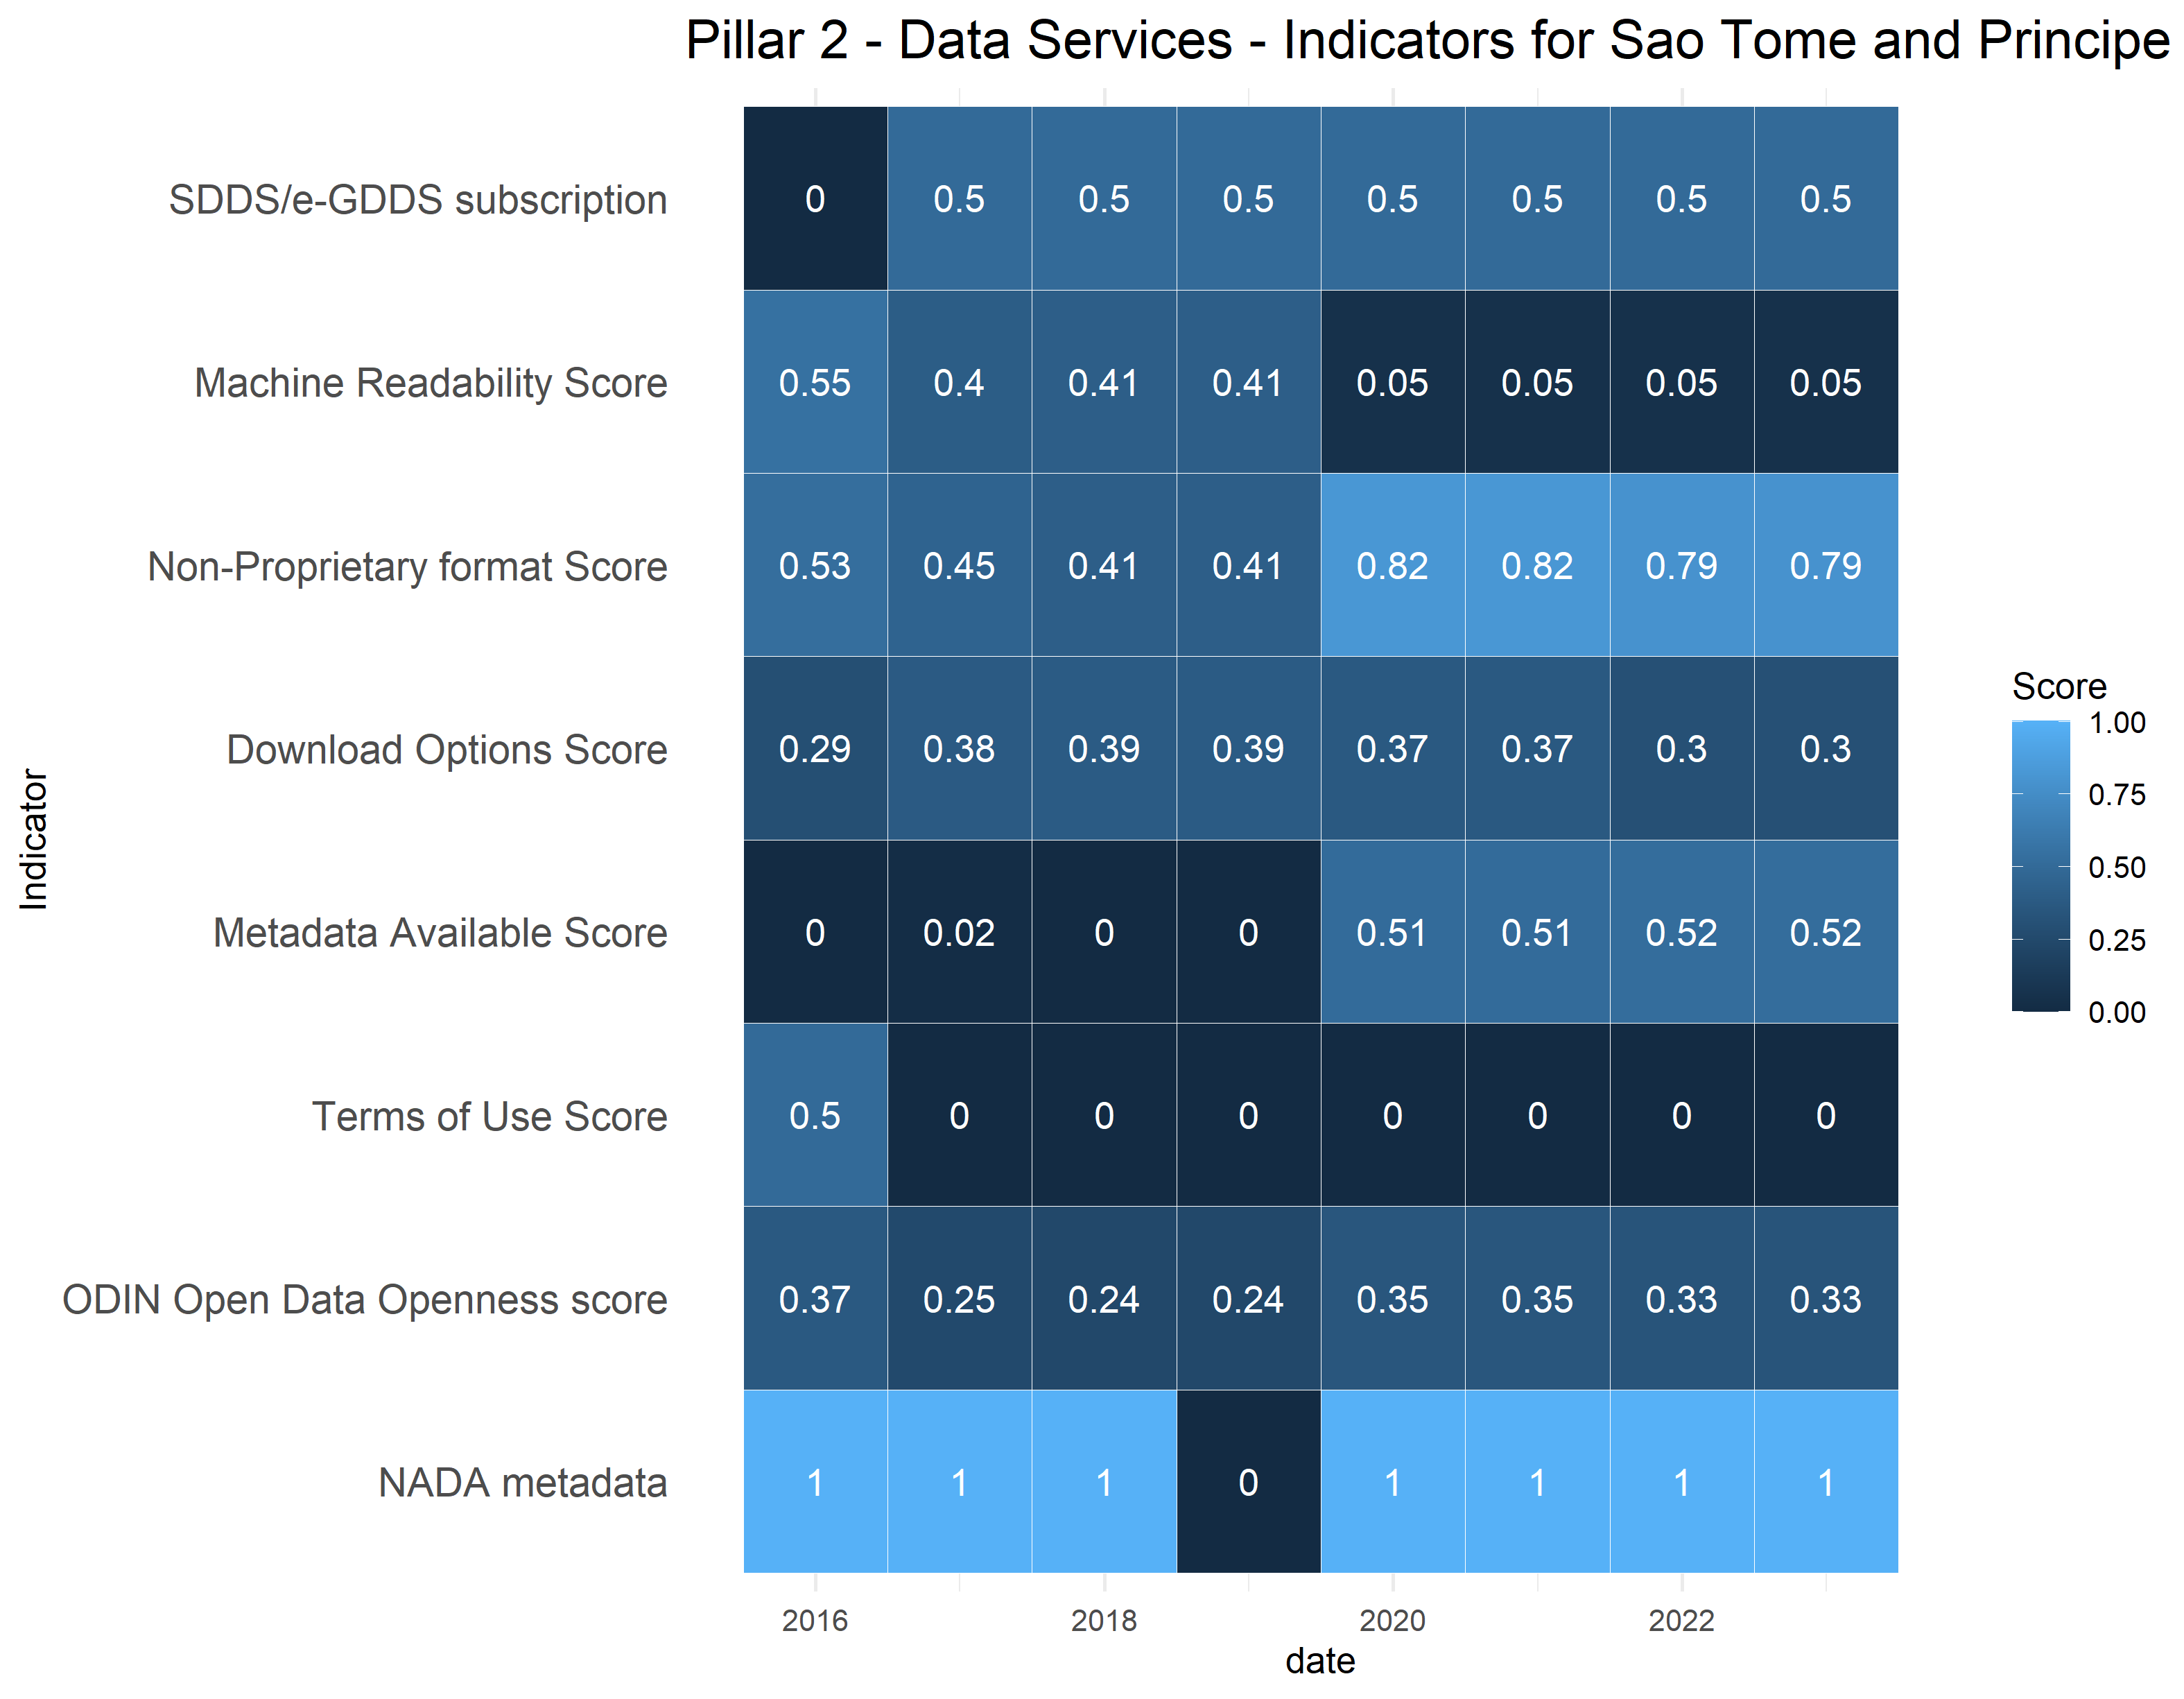 Pillar 2 - Data Services - Indicators for Sao Tome and Principe
SDDS/e-GDDS subscription 0 0.5 0.5 0.5 0.5 0.5 0.5 0.5
Machine Readability Score 0.55 0.4 0.41 0.41 0.05 0.05 0.05 0.05
Non-Proprietary format Score 0.53 0.45 0.41 0.41 0.82 0.82 0.79 0.79
Download Options Score 0.29 0.38 0.39 0.39 0.37 0.37 0.3 0.3
Metadata Available Score 0 0.02 0 0 0.51 0.51 0.52 0.52
Terms of Use Score 0.5 0 0 0 0 0 0 0
ODIN Open Data Openness score 0.37 0.25 0.24 0.24 0.35 0.35 0.33 0.33
NADA metadata 1 1 1 0 1 1 1 1
2016 2018 2020 2022
date
Indicator
Score
1.00
0.75
0.50
0.25
0.00